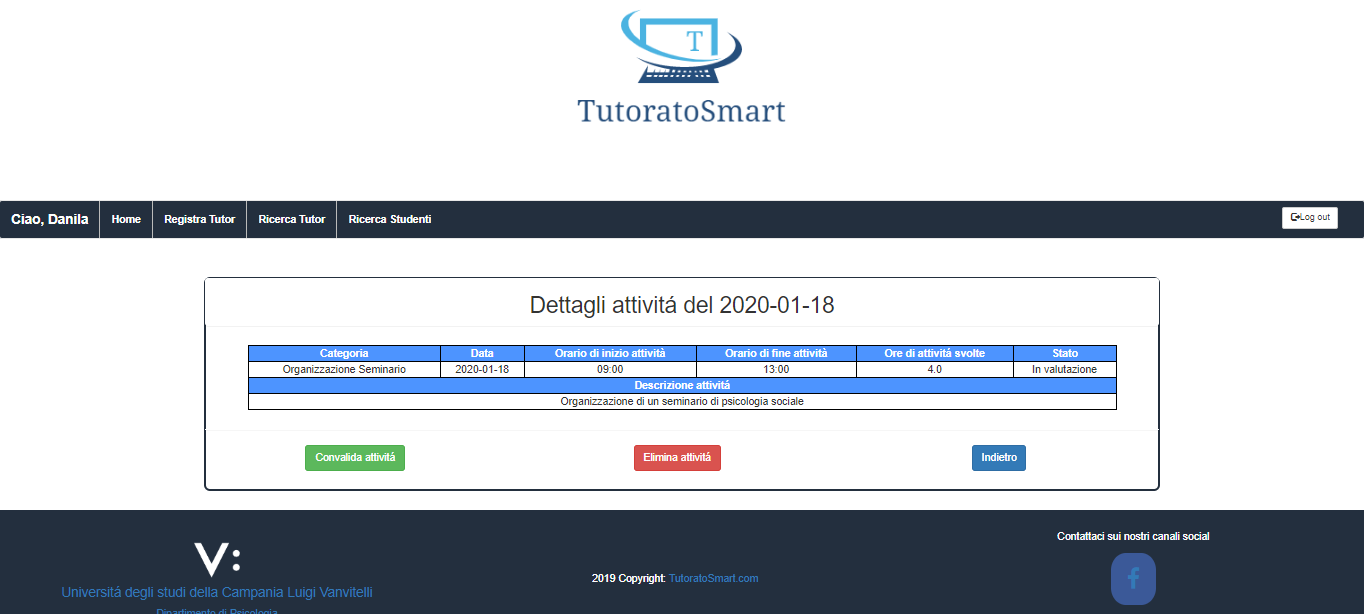 T
TutoratoSmart
Ciao, Danila Home Registra Tutor Ricerca Tutor Ricerca Studenti Log out
Dettagli attivitá del 2020-01-18
Categoria Data Orario di inizio attività Orario di fine attività Ore di attivitá svolte Stato
Organizzazione Seminario 2020-01-18 09:00 13:00 4.0 In valutazione
Descrizione attivitá
Organizzazione di un seminario di psicologia sociale
Convalida attivitá Elimina attivitá Indietro
Contattaci sui nostri canali social
V:
2019 Copyright: TutoratoSmart.com
f
Universitá degli studi della Campania Luigi Vanvitelli
Dipartimento di Psicologia